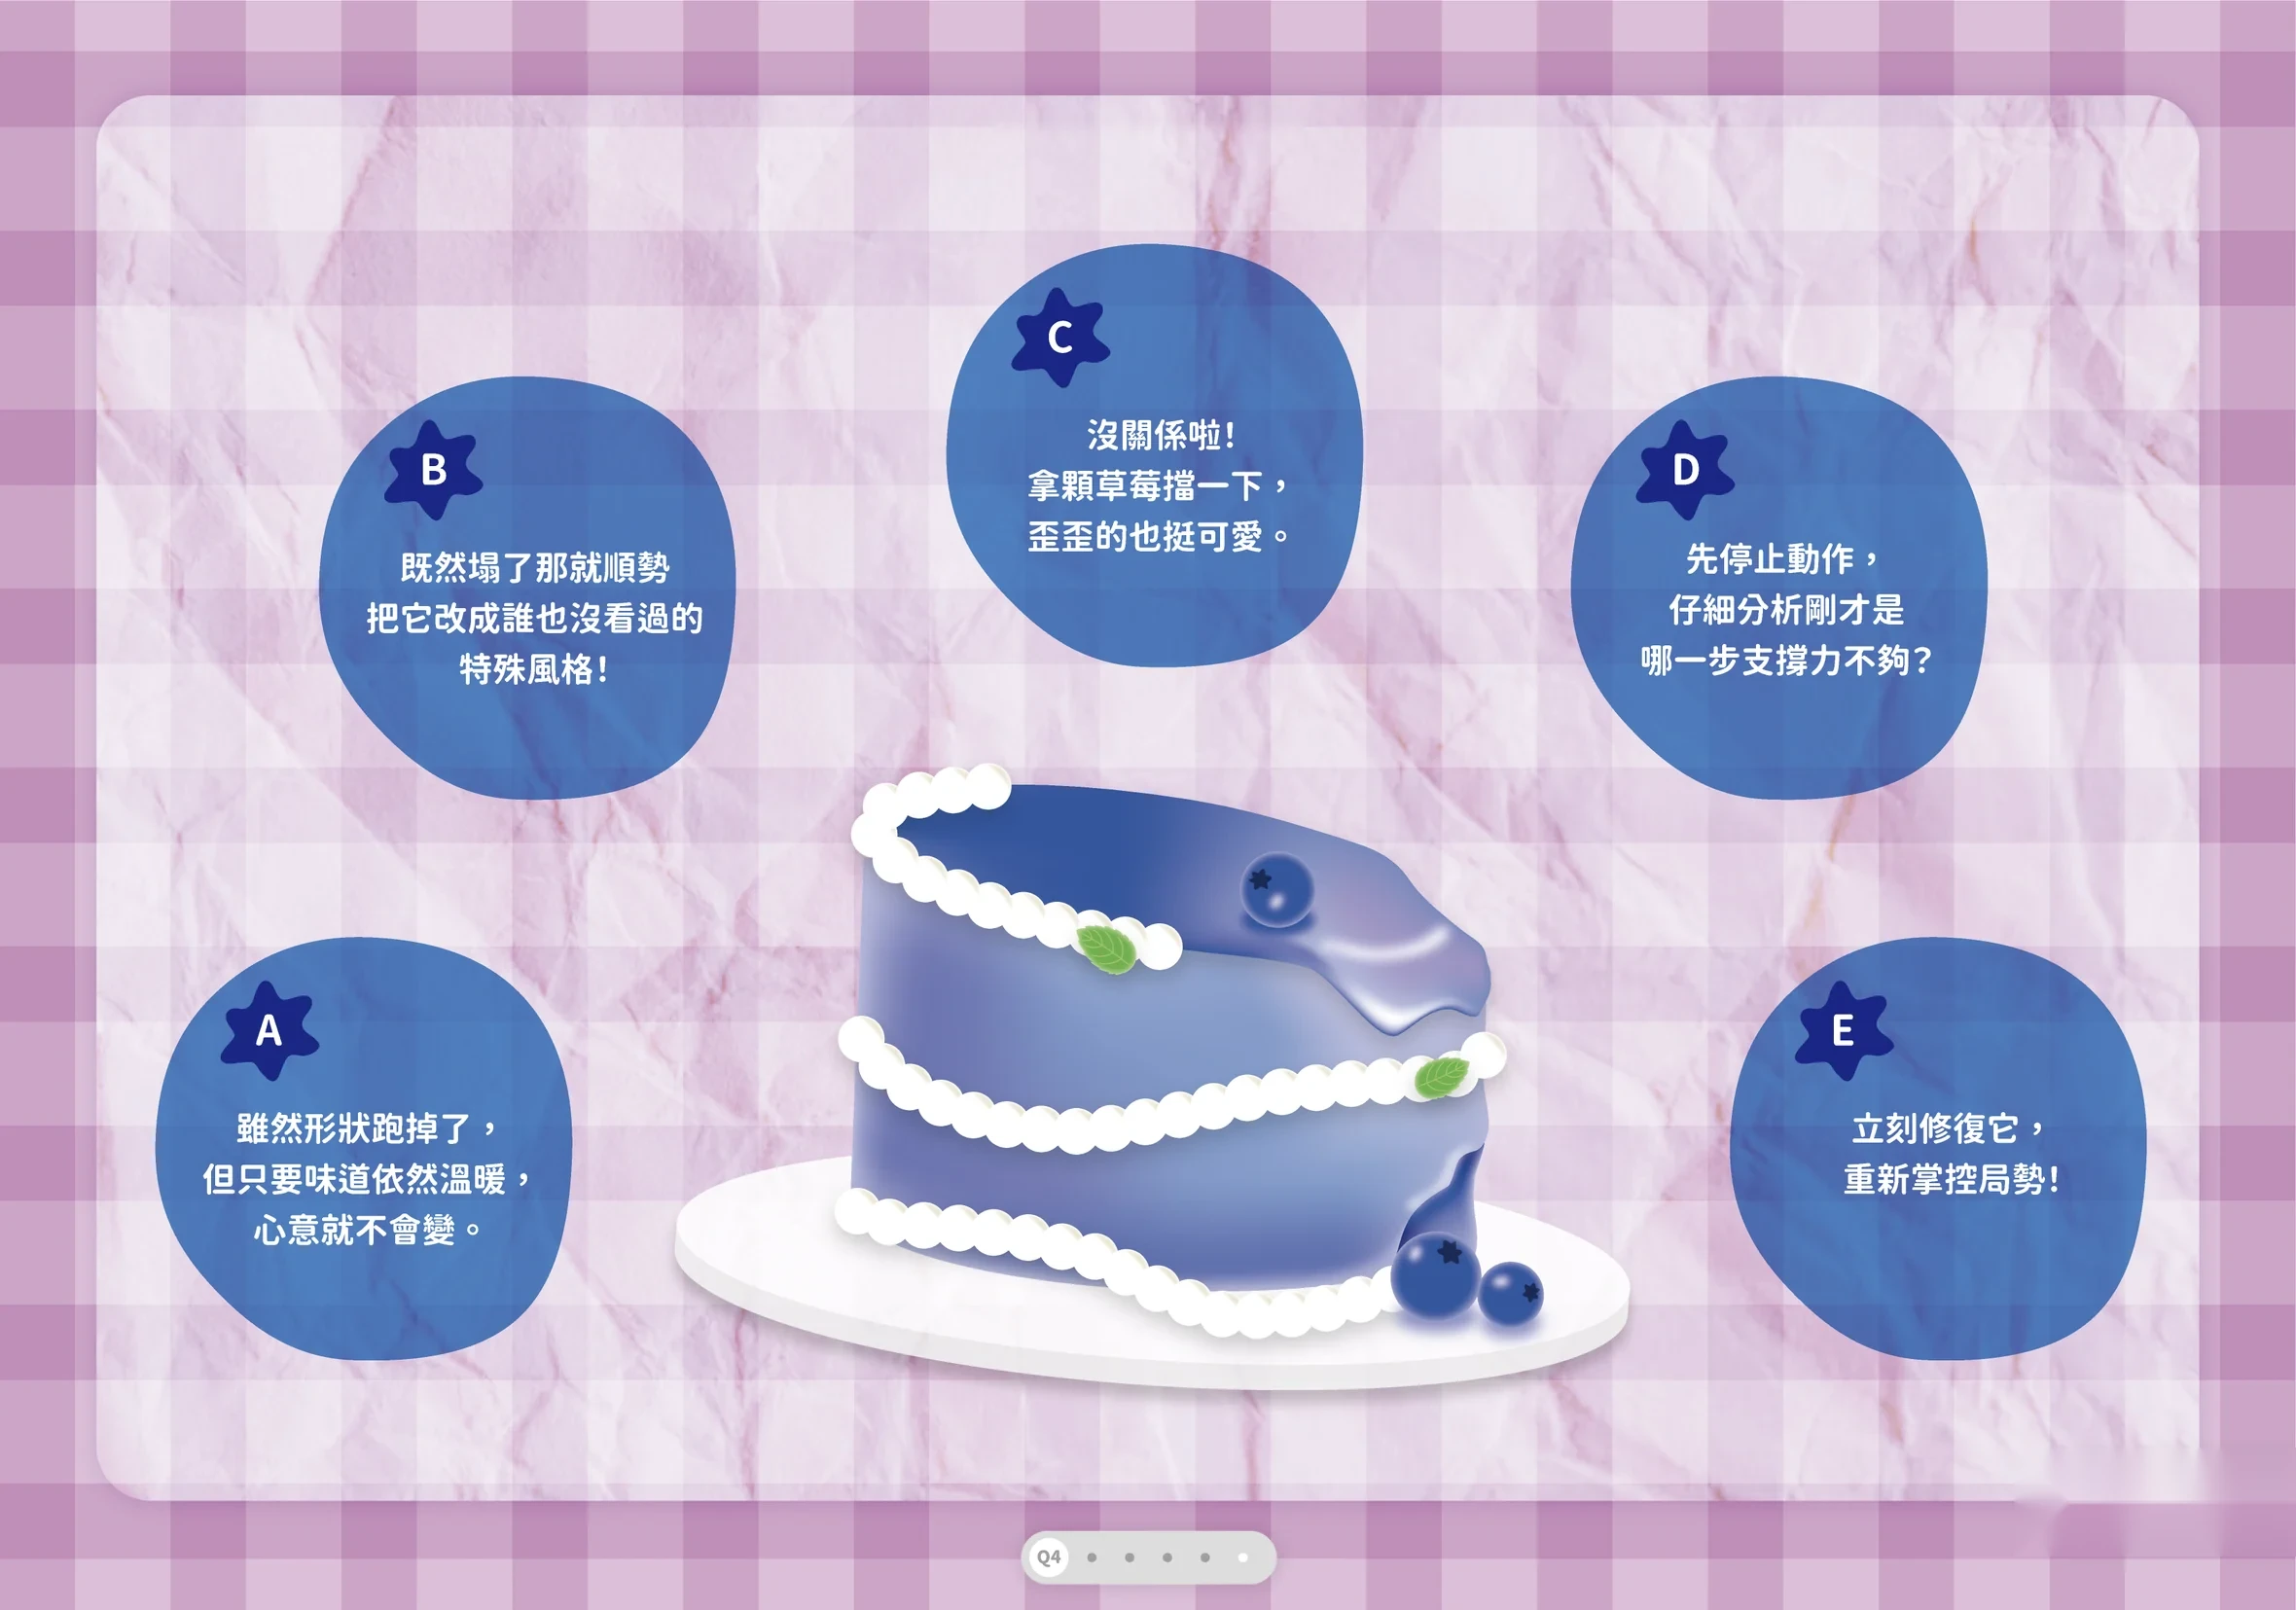 A
雖然形狀跑掉了，
但只要味道依然溫暖，
心意就不會變。
B
既然塌了那就順勢
把它改成誰也沒看過的
特殊風格！
C
沒關係啦！
拿顆草莓擋一下，
歪歪的也挺可愛。
D
先停止動作，
仔細分析剛才是
哪一步支撐力不夠？
E
立刻修復它，
重新掌控局勢！
Q4